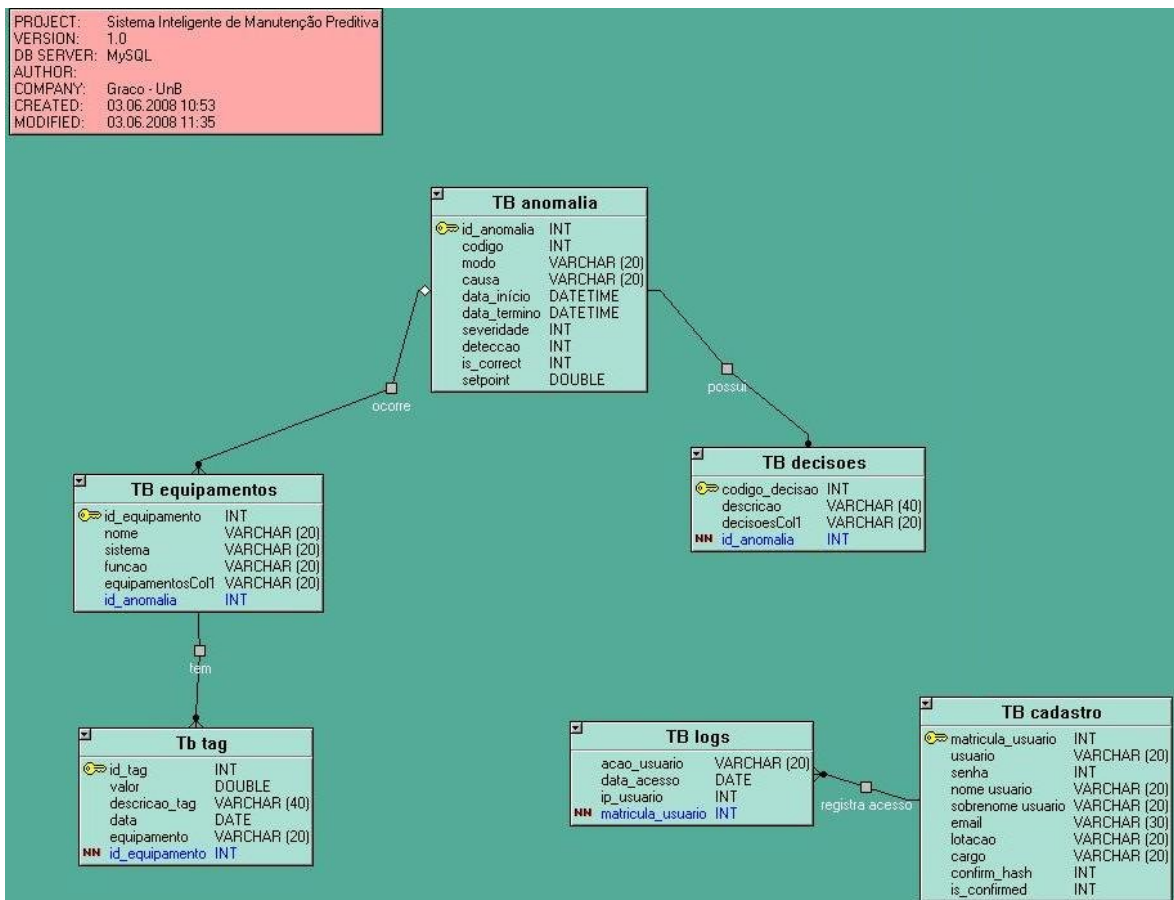 PROJECT: Sistema Inteligente de Manutenção Preditiva
VERSION: 1.0
DB SERVER: MySQL
AUTHOR:
COMPANY: Graco - UnB
CREATED: 03.06.2008 10:53
MODIFIED: 03.06.2008 11:35
TB anomalia
id_anomalia INT
codigo INT
modo VARCHAR (20)
causa VARCHAR (20)
data_início DATETIME
data_termino DATETIME
severidade INT
deteccao INT
is_correct INT
setpoint DOUBLE
ocorre
possui
TB equipamentos
id_equipamento INT
nome VARCHAR (20)
sistema VARCHAR (20)
funcao VARCHAR (20)
equipamentosCol1 VARCHAR (20)
id_anomalia INT
TB decisoes
codigo_decisao INT
descricao VARCHAR (40)
decisoesCol1 VARCHAR (20)
NN id_anomalia INT
tem
Tb tag
id_tag INT
valor DOUBLE
descricao_tag VARCHAR (40)
data DATE
equipamento VARCHAR (20)
NN id_equipamento INT
TB logs
acao_usuario VARCHAR (20)
data_acesso DATE
ip_usuario INT
NN matricula_usuario INT
registra acesso
TB cadastro
matricula_usuario INT
usuario VARCHAR (20)
senha INT
nome usuario VARCHAR (20)
sobrenome usuario VARCHAR (20)
email VARCHAR (30)
lotacao VARCHAR (20)
cargo VARCHAR (20)
confirm_hash INT
is_confirmed INT